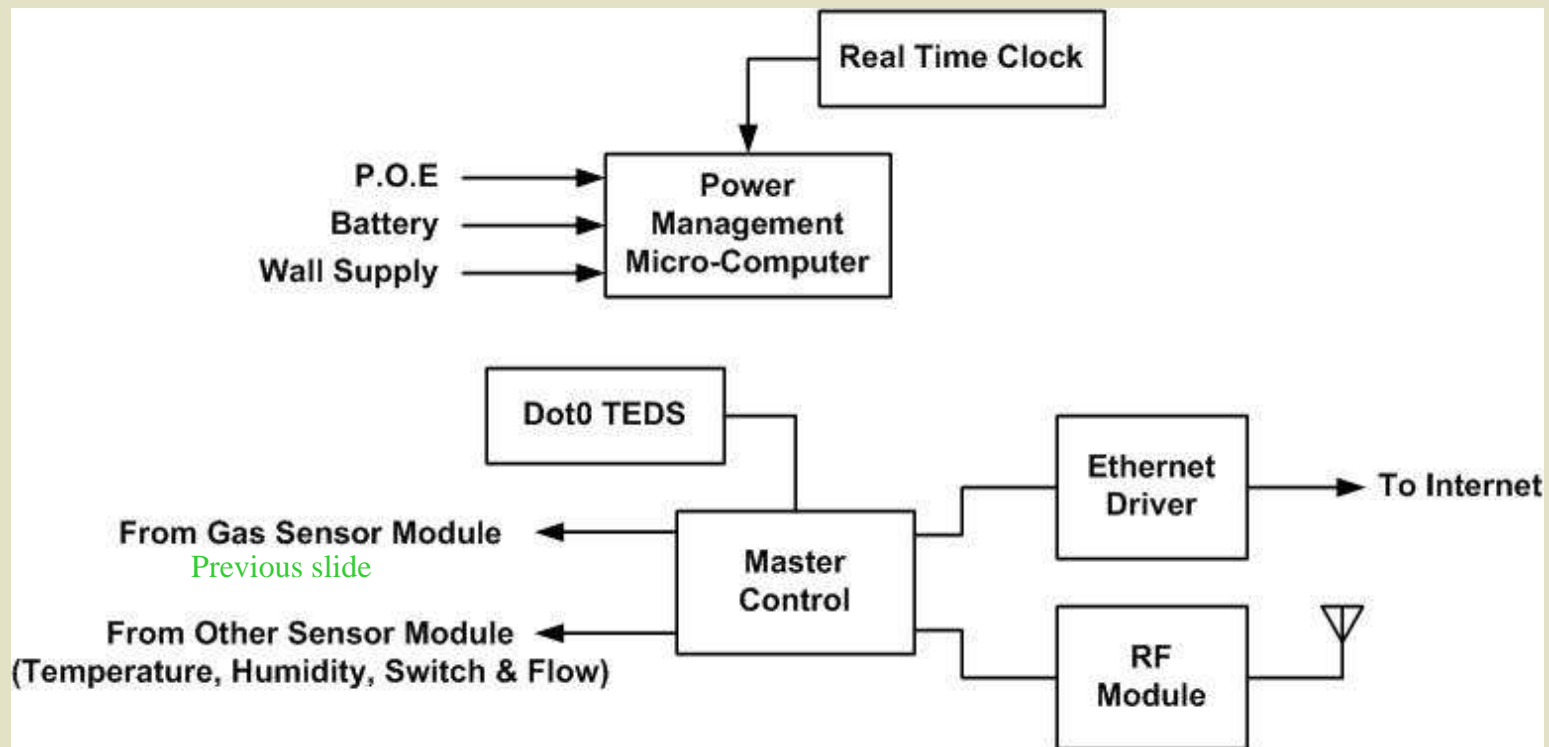 Real Time Clock
P.O.E
Battery
Wall Supply
Power
Management
Micro-Computer
Dot0 TEDS
From Gas Sensor Module
Previous slide
From Other Sensor Module
(Temperature, Humidity, Switch & Flow)
Master
Control
Ethernet
Driver
To Internet
RF
Module